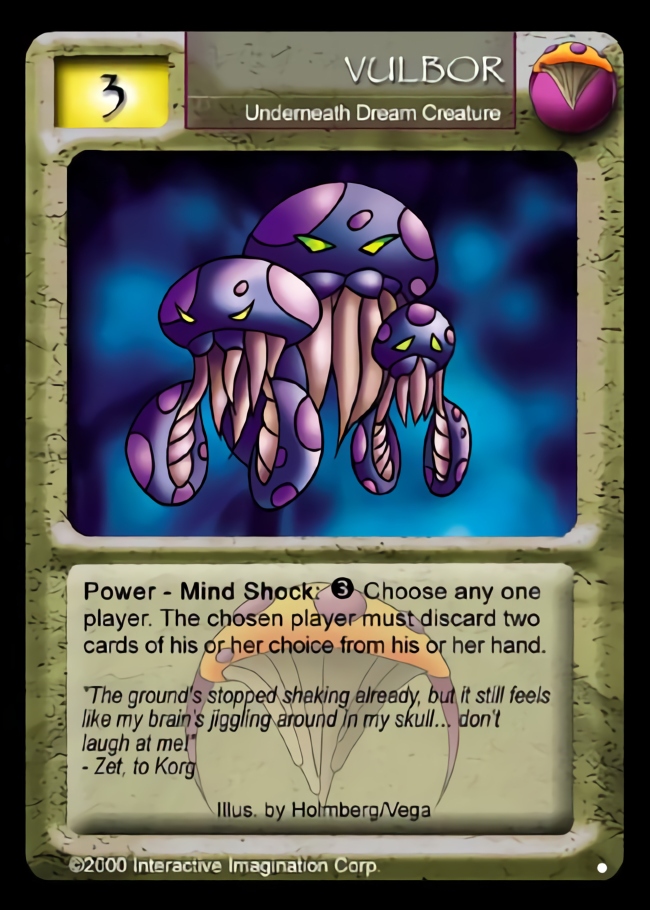 3
VULBOR
Underneath Dream Creature
Power - Mind Shock: ❸ Choose any one
player. The chosen player must discard two
cards of his or her choice from his or her hand.
"The ground's stopped shaking already, but it still feels
like my brain's jiggling around in my skull... don't
laugh at me!"
- Zet, to Korg
Illus. by Holmberg/Vega
©2000 Interactive Imagination Corp.